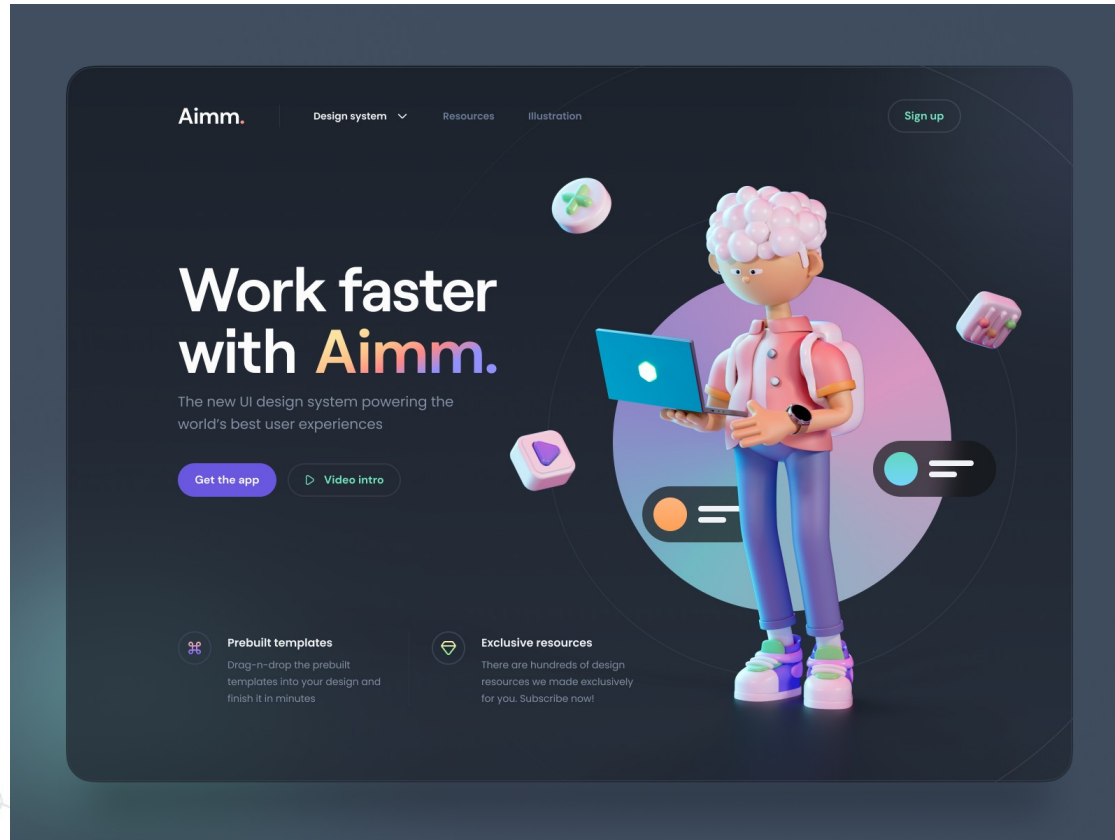 Aimm.
Design system
Resources
Illustration
Sign up
Work faster
with Aimm.
The new UI design system powering the
world's best user experiences
Get the app
Video intro
Prebuilt templates
Drag-n-drop the prebuilt
templates into your design and
finish it in minutes
Exclusive resources
There are hundreds of design
resources we made exclusively
for you. Subscribe now!